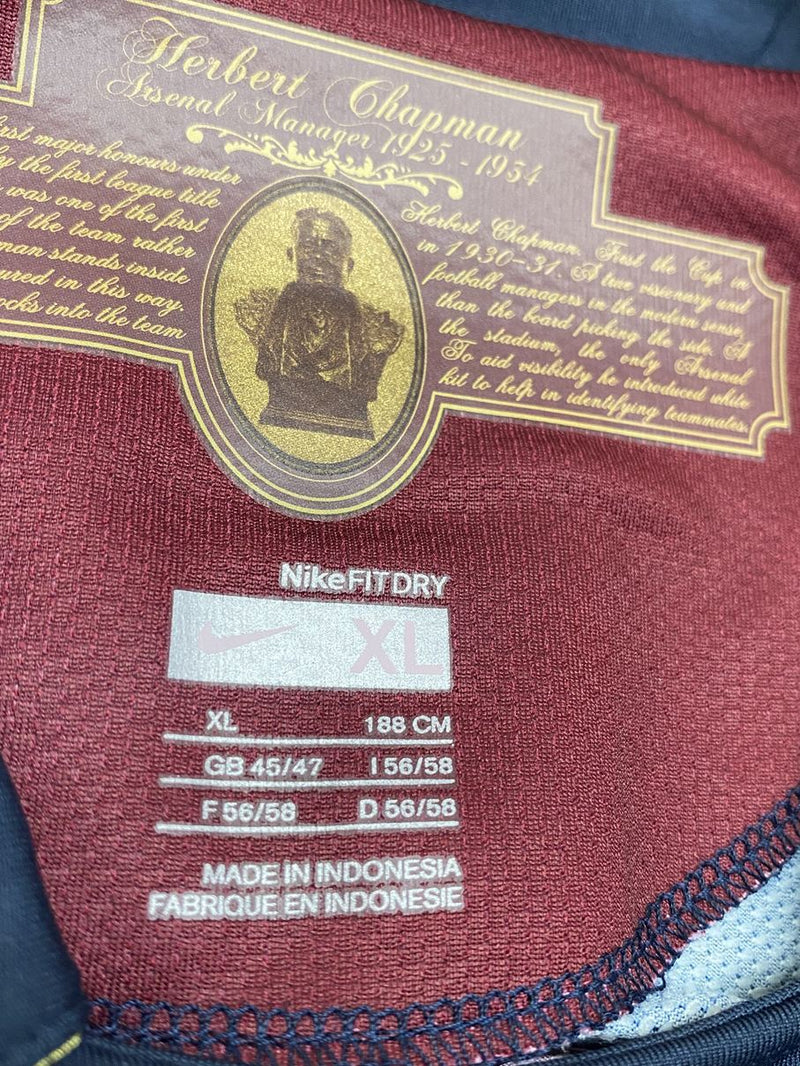 Herbert Chapman
Arsenal Manager 1925 - 1934
first major honours under
the first league title
was one of the first
of the team rather
stands inside
in this way.
into the team
Herbert Chapman. First the Cup in
in 1930-31. A true visionary and
football managers in the modern sense,
than the board picking the side. A
the stadium, the only Arsenal
To aid visibility he introduced white
kit to help in identifying teammates.
NikeFITDRY
XL
XL 188 CM
GB 45/47 I 56/58
F 56/58 D 56/58
MADE IN INDONESIA
FABRIQUE EN INDONESIE